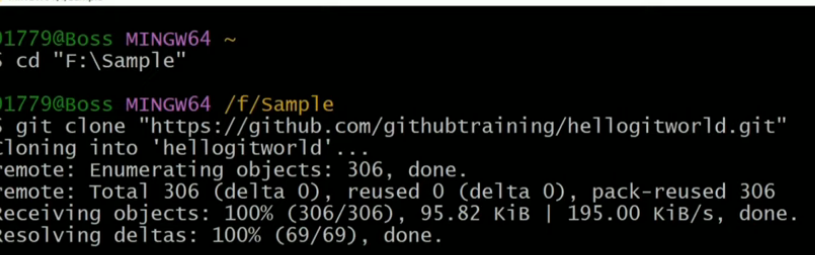 01779@Boss MINGW64 ~
$ cd "F:\Sample"
01779@Boss MINGW64 /f/Sample
$ git clone "https://github.com/githubtraining/hellogitworld.git"
Cloning into 'hellogitworld'...
remote: Enumerating objects: 306, done.
remote: Total 306 (delta 0), reused 0 (delta 0), pack-reused 306
Receiving objects: 100% (306/306), 95.82 KiB | 195.00 KiB/s, done.
Resolving deltas: 100% (69/69), done.